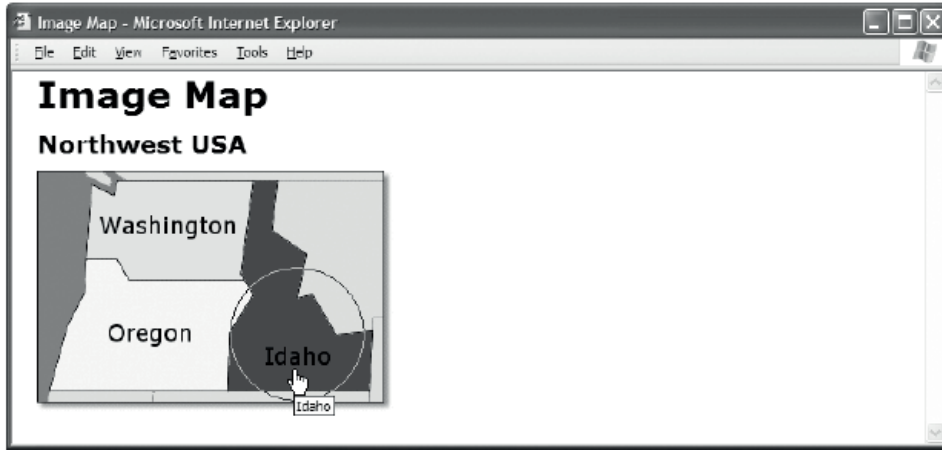 Image Map - Microsoft Internet Explorer
File Edit View Favorites Tools Help
Image Map
Northwest USA
Washington
Oregon
Idaho
Idaho